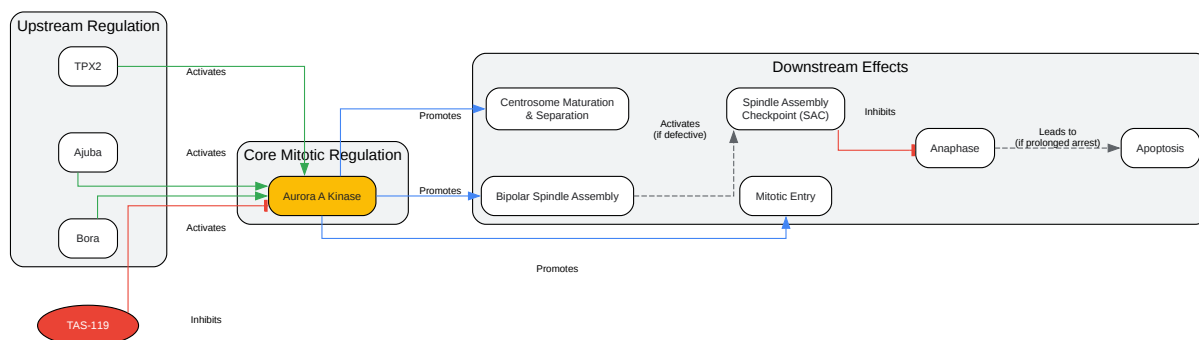 Upstream Regulation
TPX2
Activates
Ajuba
Activates
Bora
Activates
TAS-119
Inhibits
Core Mitotic Regulation
Aurora A Kinase
Promotes
Promotes
Promotes
Downstream Effects
Centrosome Maturation
& Separation
Bipolar Spindle Assembly
Activates
(if defective)
Spindle Assembly
Checkpoint (SAC)
Mitotic Entry
Inhibits
Anaphase
Leads to
(if prolonged arrest)
Apoptosis